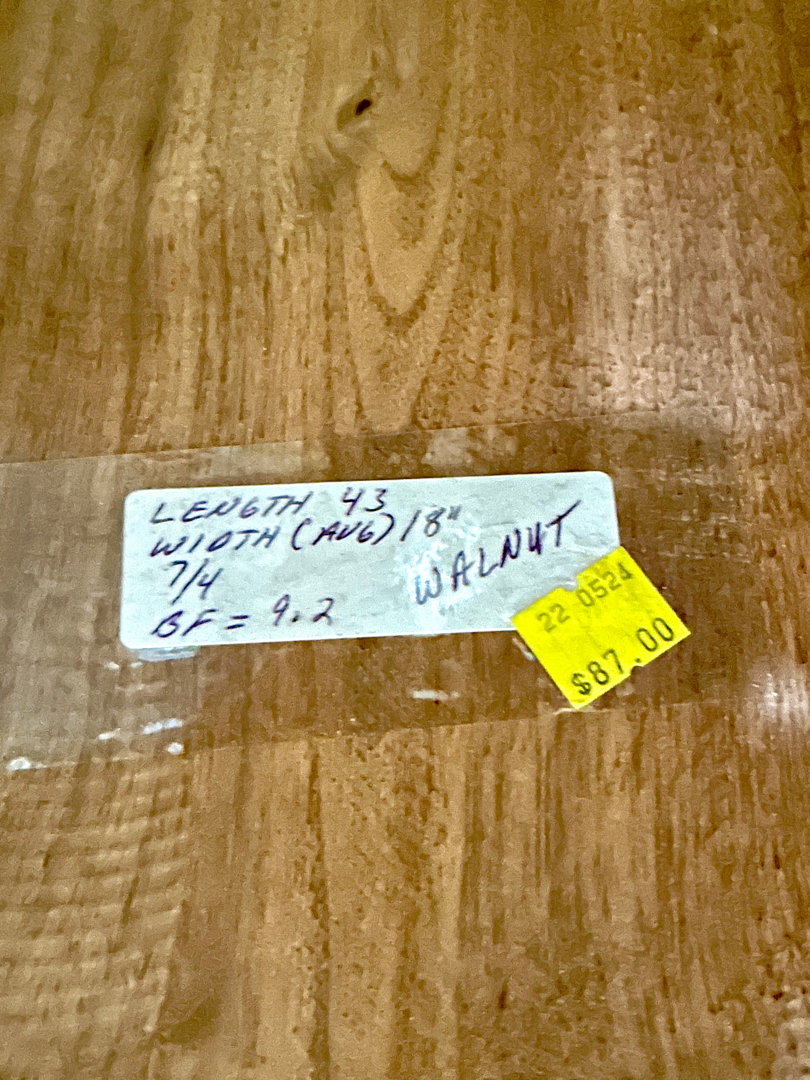 LENGTH 43
WIDTH (AVG) 18"
7/4
WALNUT
BF = 9.2
22 0524
$87.00